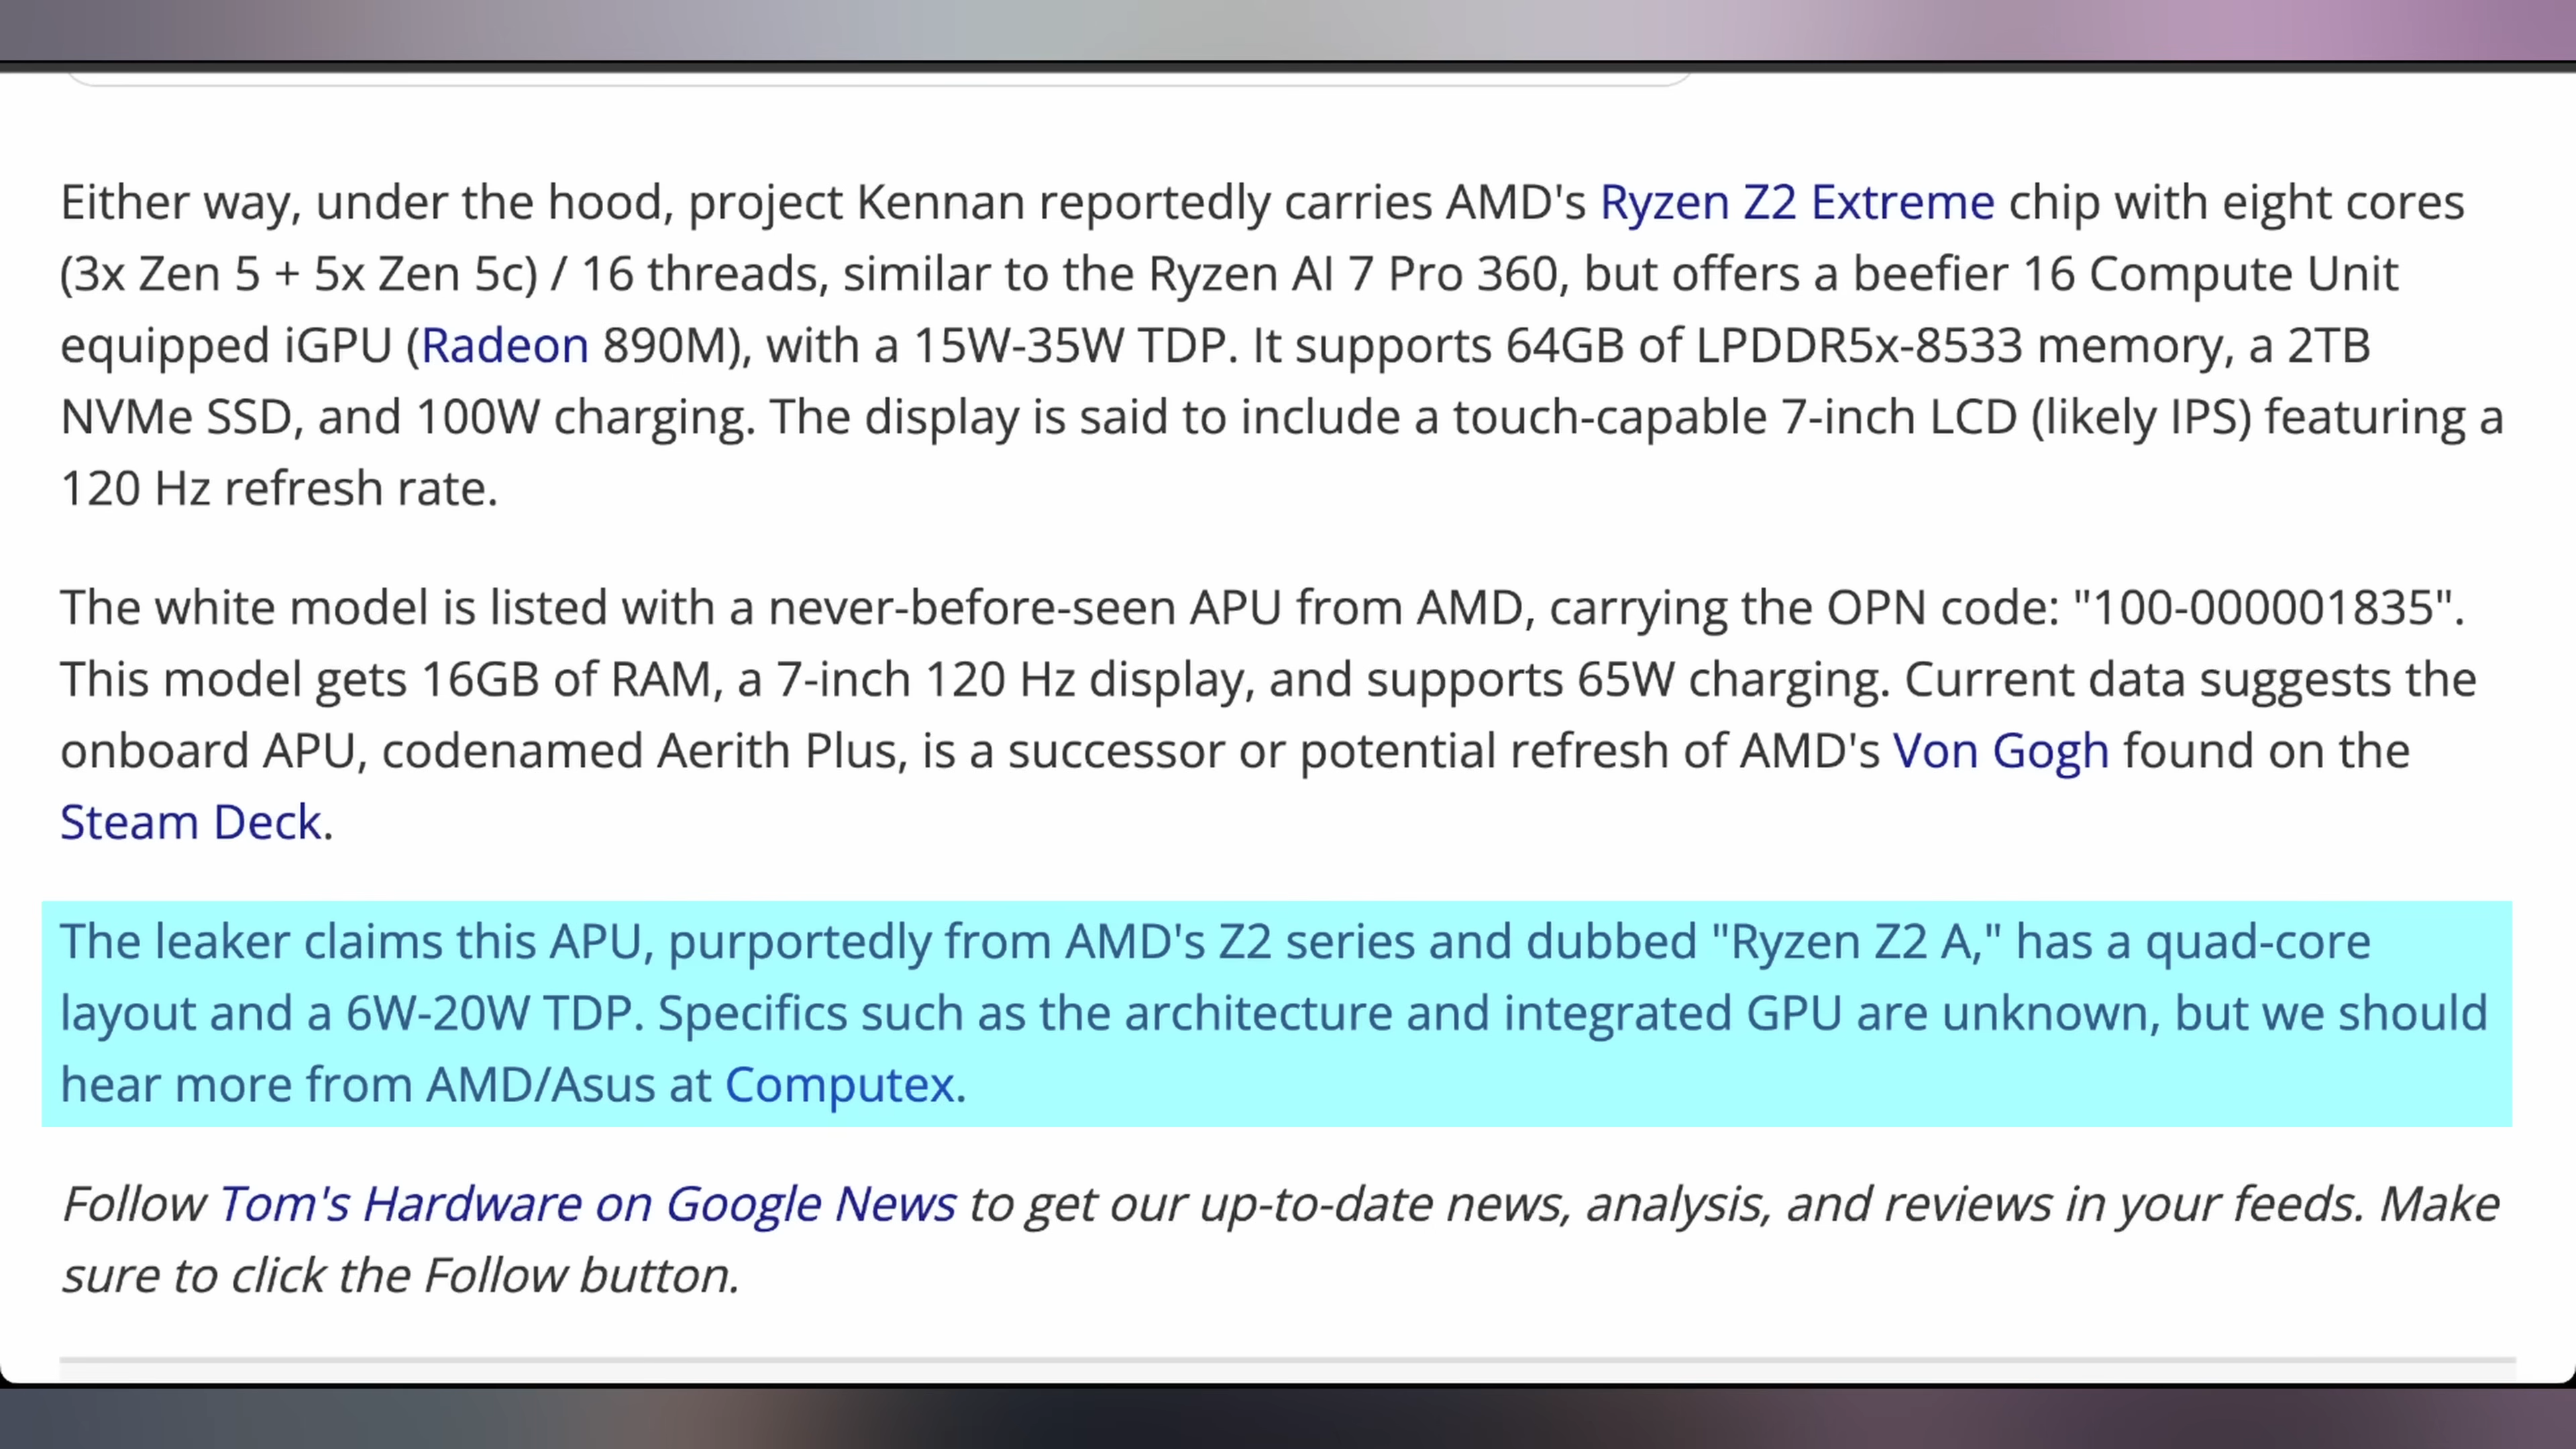 Either way, under the hood, project Kennan reportedly carries AMD's Ryzen Z2 Extreme chip with eight cores
(3x Zen 5 + 5x Zen 5c) / 16 threads, similar to the Ryzen AI 7 Pro 360, but offers a beefier 16 Compute Unit
equipped iGPU (Radeon 890M), with a 15W-35W TDP. It supports 64GB of LPDDR5x-8533 memory, a 2TB
NVMe SSD, and 100W charging. The display is said to include a touch-capable 7-inch LCD (likely IPS) featuring a
120 Hz refresh rate.
The white model is listed with a never-before-seen APU from AMD, carrying the OPN code: "100-000001835".
This model gets 16GB of RAM, a 7-inch 120 Hz display, and supports 65W charging. Current data suggests the
onboard APU, codenamed Aerith Plus, is a successor or potential refresh of AMD's Von Gogh found on the
Steam Deck.
The leaker claims this APU, purportedly from AMD's Z2 series and dubbed "Ryzen Z2 A," has a quad-core
layout and a 6W-20W TDP. Specifics such as the architecture and integrated GPU are unknown, but we should
hear more from AMD/Asus at Computex.
Follow Tom's Hardware on Google News to get our up-to-date news, analysis, and reviews in your feeds. Make
sure to click the Follow button.